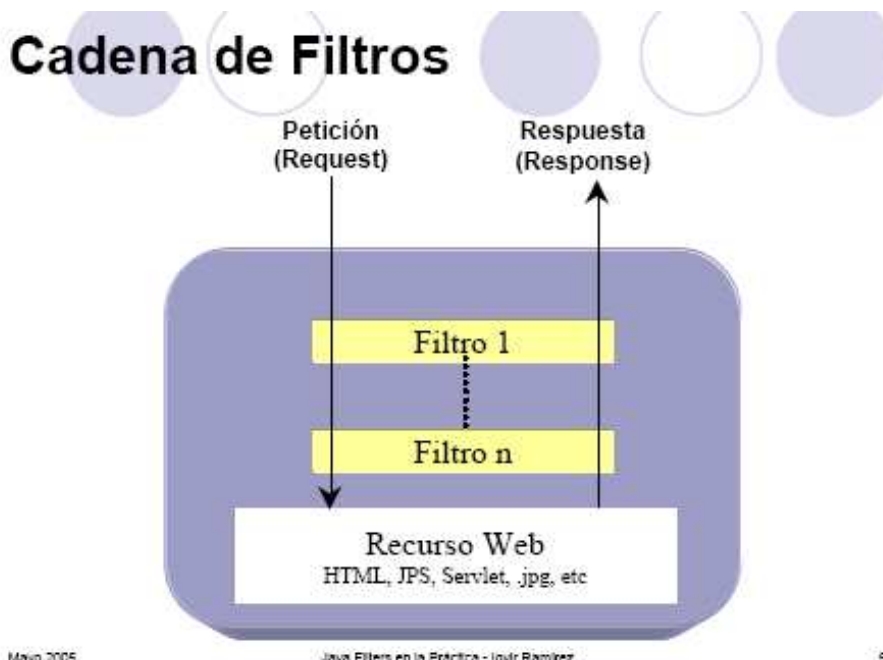 Cadena de Filtros
Petición
(Request)
Respuesta
(Response)
Filtro 1
Filtro n
Recurso Web
HTML, JPS, Servlet, .jpg, etc
Mayo 2005
Java Filters en la Práctica - Ramírez